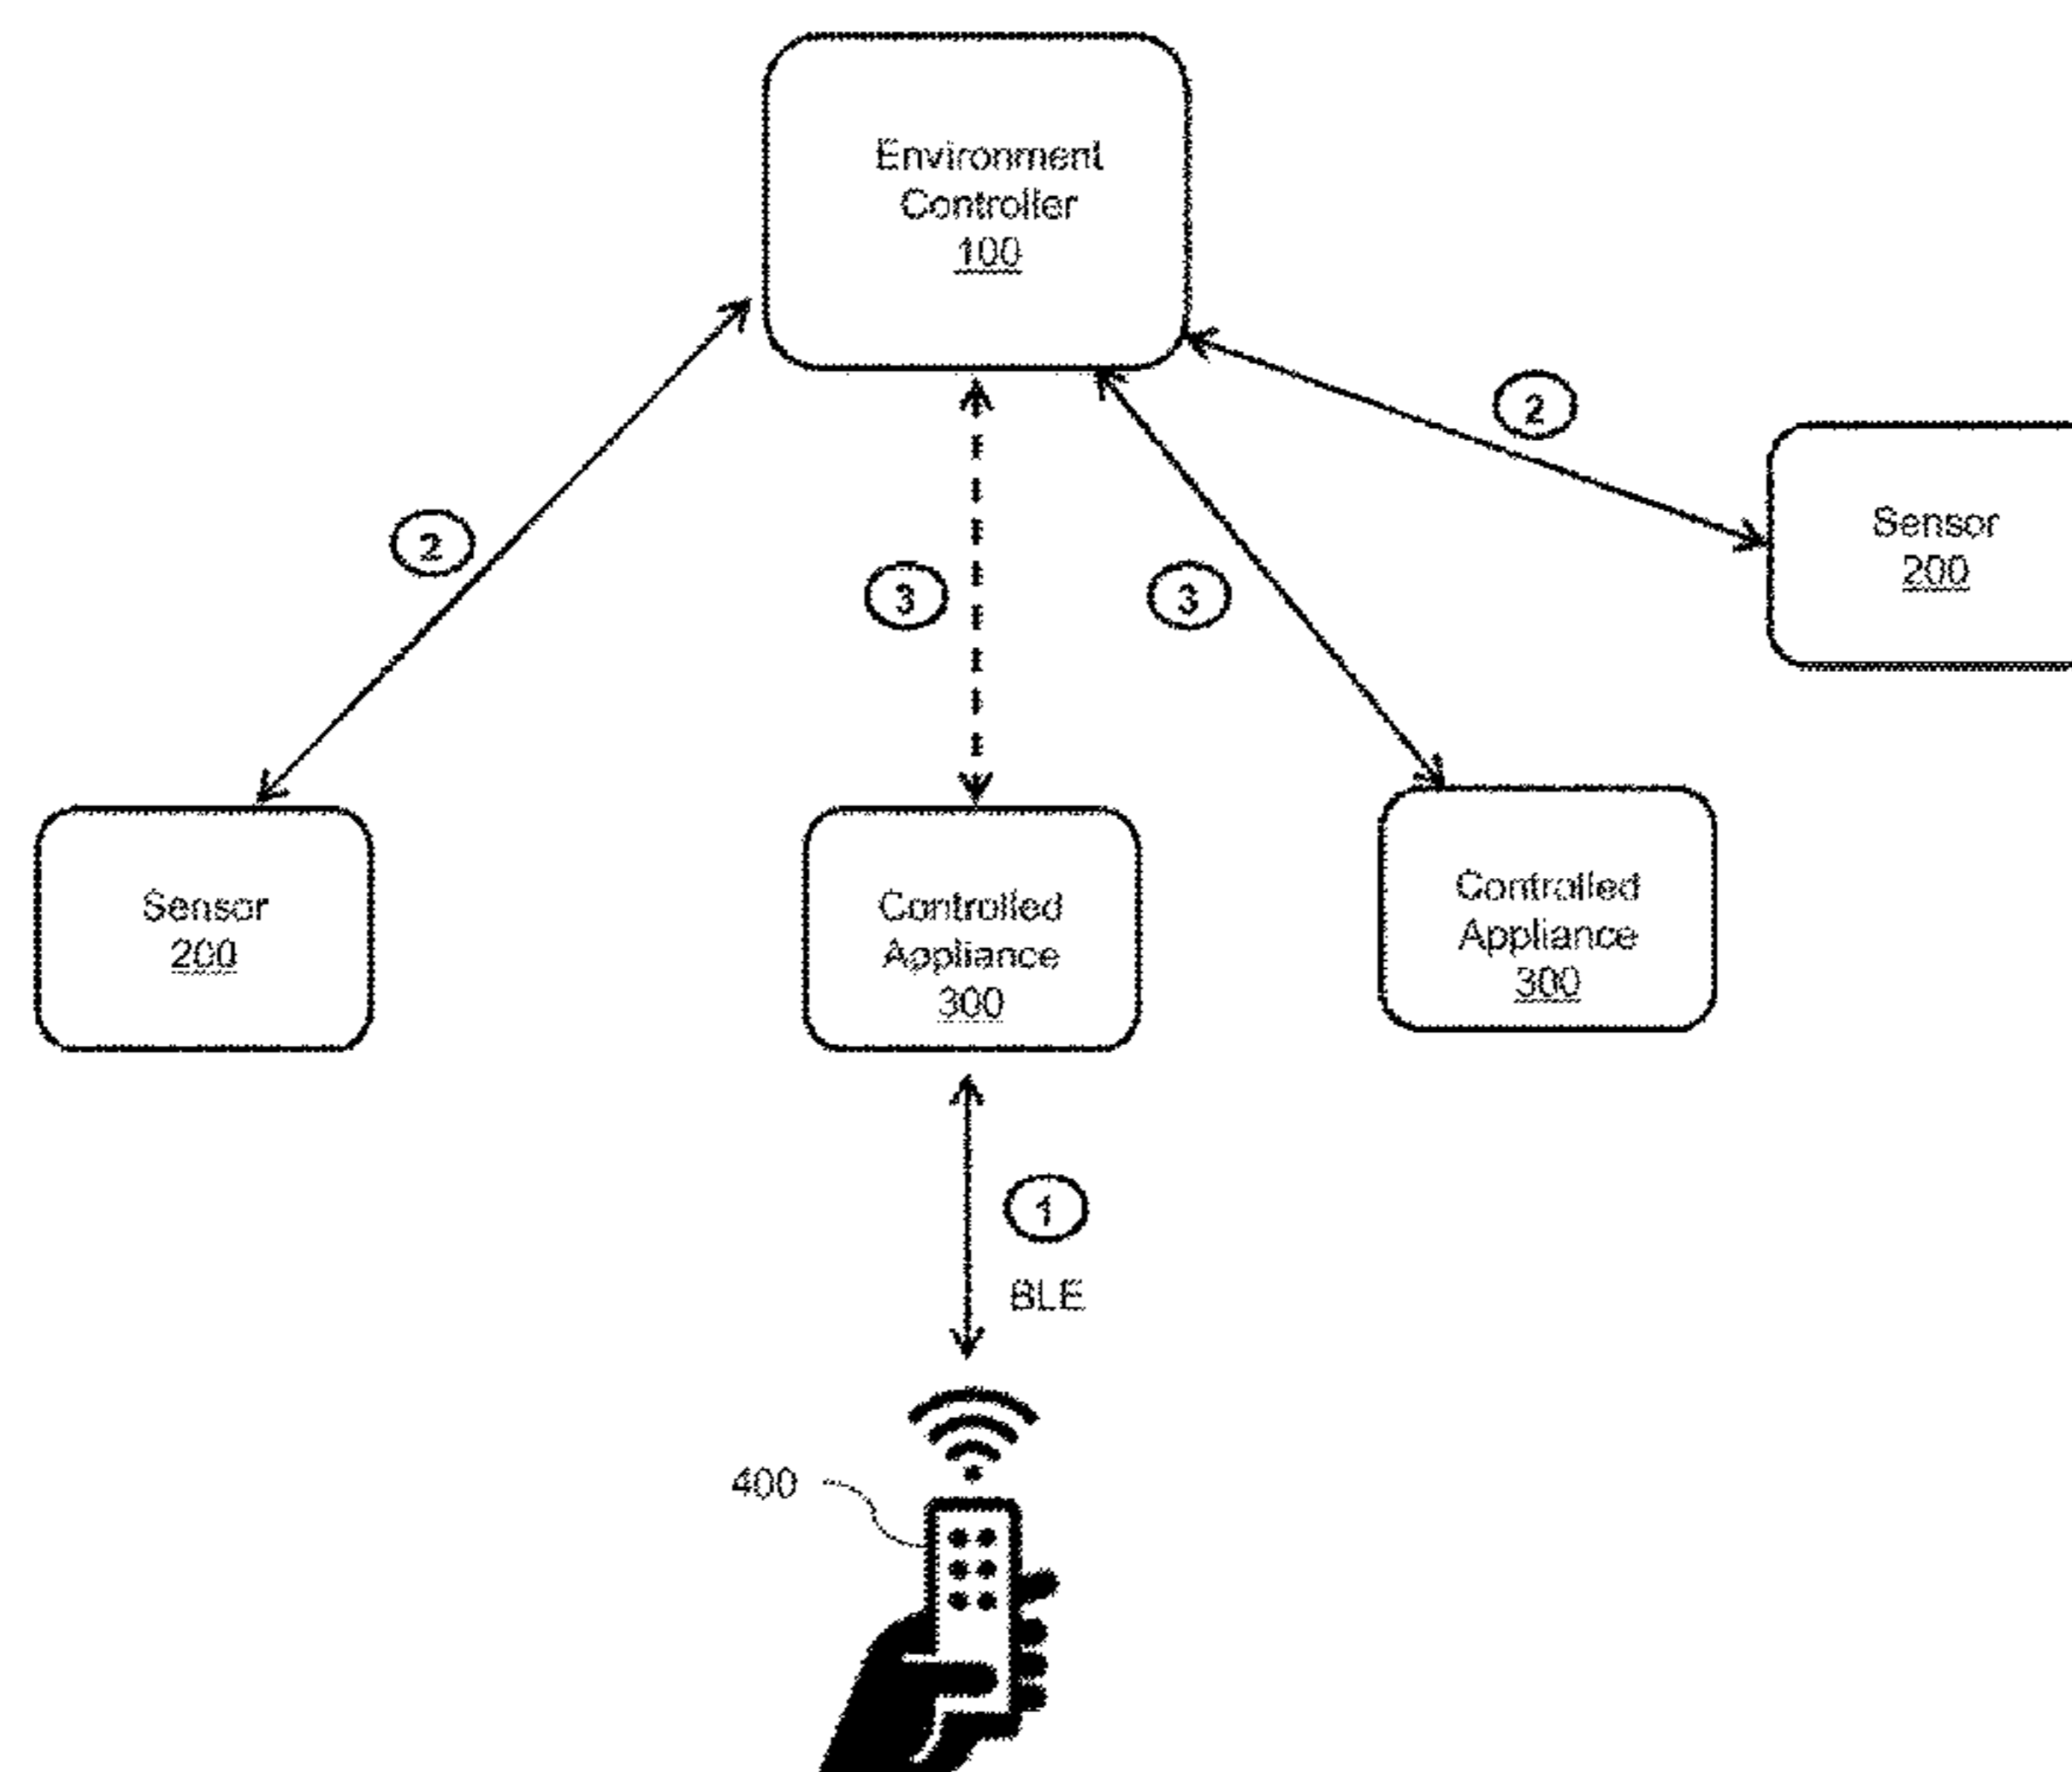 Environment
Controller
100
2
Sensor
200
2
3
3
Sensor
200
Controlled
Appliance
300
Controlled
Appliance
300
1
BLE
400